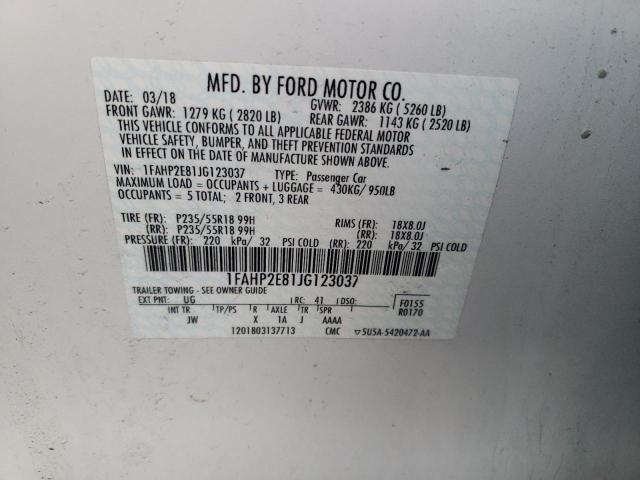 MFD. BY FORD MOTOR CO.
DATE: 03/18 GVWR: 2386 KG ( 5260 LB)
FRONT GAWR: 1279 KG ( 2820 LB) REAR GAWR: 1143 KG ( 2520 LB)
THIS VEHICLE CONFORMS TO ALL APPLICABLE FEDERAL MOTOR
VEHICLE SAFETY, BUMPER, AND THEFT PREVENTION STANDARDS
IN EFFECT ON THE DATE OF MANUFACTURE SHOWN ABOVE.
VIN: 1FAHP2E81JG123037 TYPE: Passenger Car
MAXIMUM LOAD = OCCUPANTS + LUGGAGE = 430KG/950LB
OCCUPANTS = 5 TOTAL: 2 FRONT, 3 REAR
TIRE (FR): P235/55R18 99H RIMS (FR): 18X8.0J
(RR): P235/55R18 99H (RR): 18X8.0J
PRESSURE (FR): 220 kPa/ 32 PSI COLD (RR): 220 kPa/ 32 PSI COLD
1FAHP2E81JG123037
TRAILER TOWING - SEE OWNER GUIDE
EXT PNT: UG RC: 41 DSO: F0155
INT TR TP/PS R AXLE TR SPR R0170
JW X 1A J AAAA
1201803137713 CMC ▽5U5A-5420472-AA